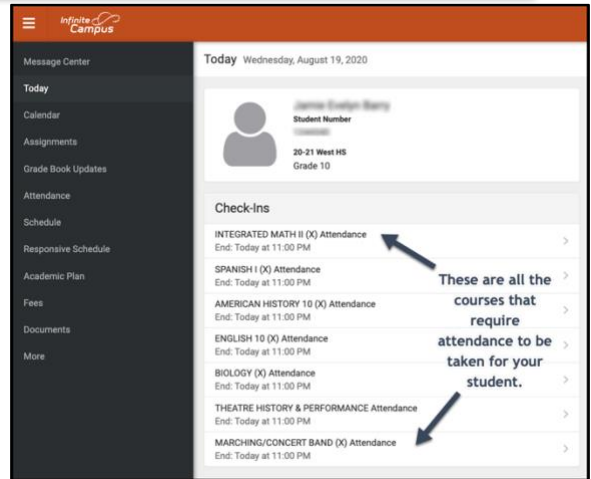 Infinite
Campus
Message Center
Today
Calendar
Assignments
Grade Book Updates
Attendance
Schedule
Responsive Schedule
Academic Plan
Fees
Documents
More
Today Wednesday, August 19, 2020
Student Number
20-21 West HS
Grade 10
Check-Ins
INTEGRATED MATH II (X) Attendance
End: Today at 11:00 PM
SPANISH I (X) Attendance
End: Today at 11:00 PM
AMERICAN HISTORY 10 (X) Attendance
End: Today at 11:00 PM
ENGLISH 10 (X) Attendance
End: Today at 11:00 PM
BIOLOGY (X) Attendance
End: Today at 11:00 PM
THEATRE HISTORY & PERFORMANCE Attendance
End: Today at 11:00 PM
MARCHING/CONCERT BAND (X) Attendance
End: Today at 11:00 PM
These are all the
courses that
require
attendance to be
taken for your
student.